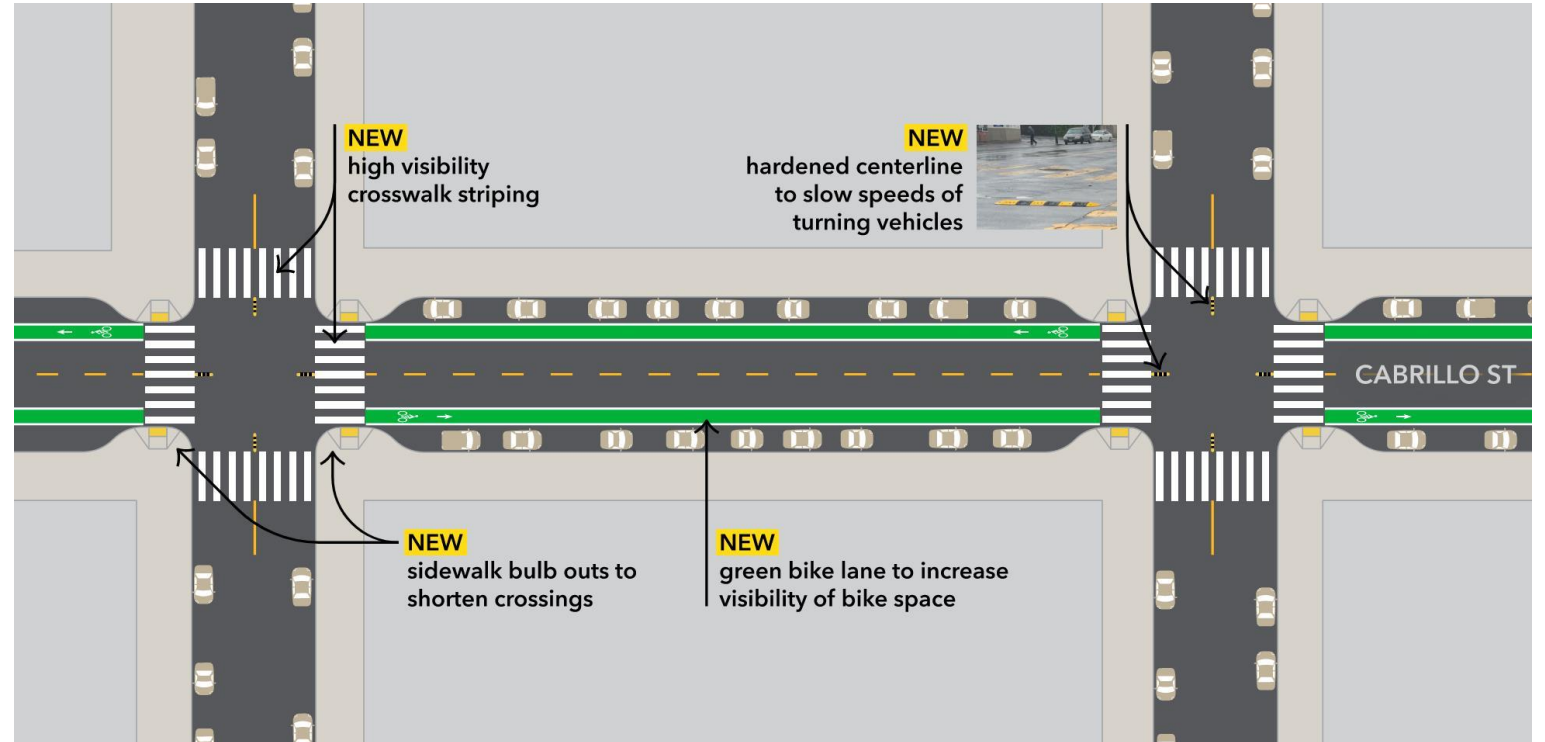 NEW
high visibility
crosswalk striping
NEW
hardened centerline
to slow speeds of
turning vehicles
CABRILLO ST
NEW
sidewalk bulb outs to
shorten crossings
NEW
green bike lane to increase
visibility of bike space